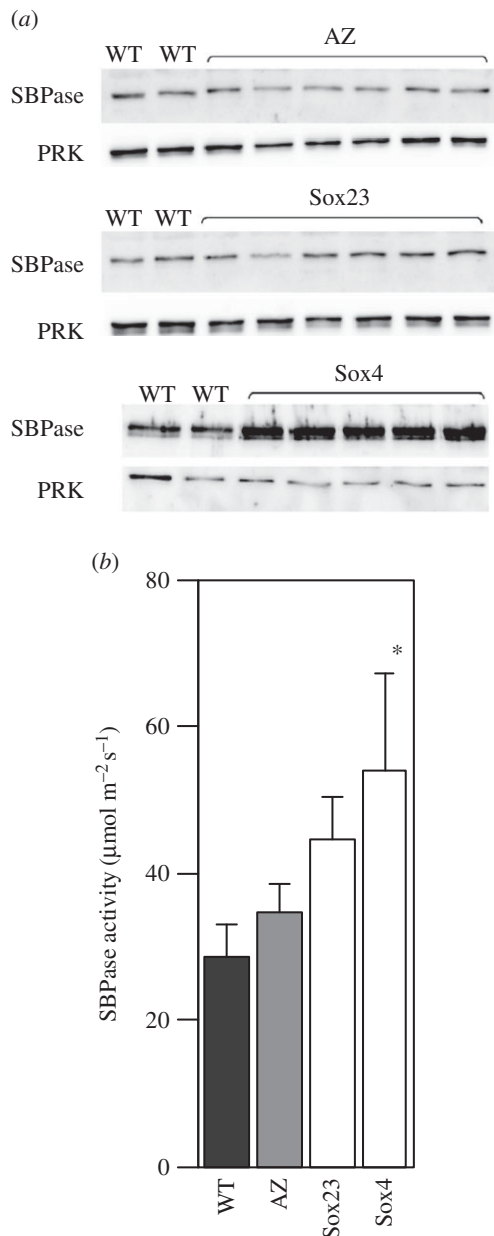 (a)
AZ
WT WT
SBPase
PRK
Sox23
WT WT
SBPase
PRK
Sox4
WT WT
SBPase
PRK
(b)
80
60
40
20
0
SBPase activity (µmol m−2 s−1)
*
WT
AZ
Sox23
Sox4